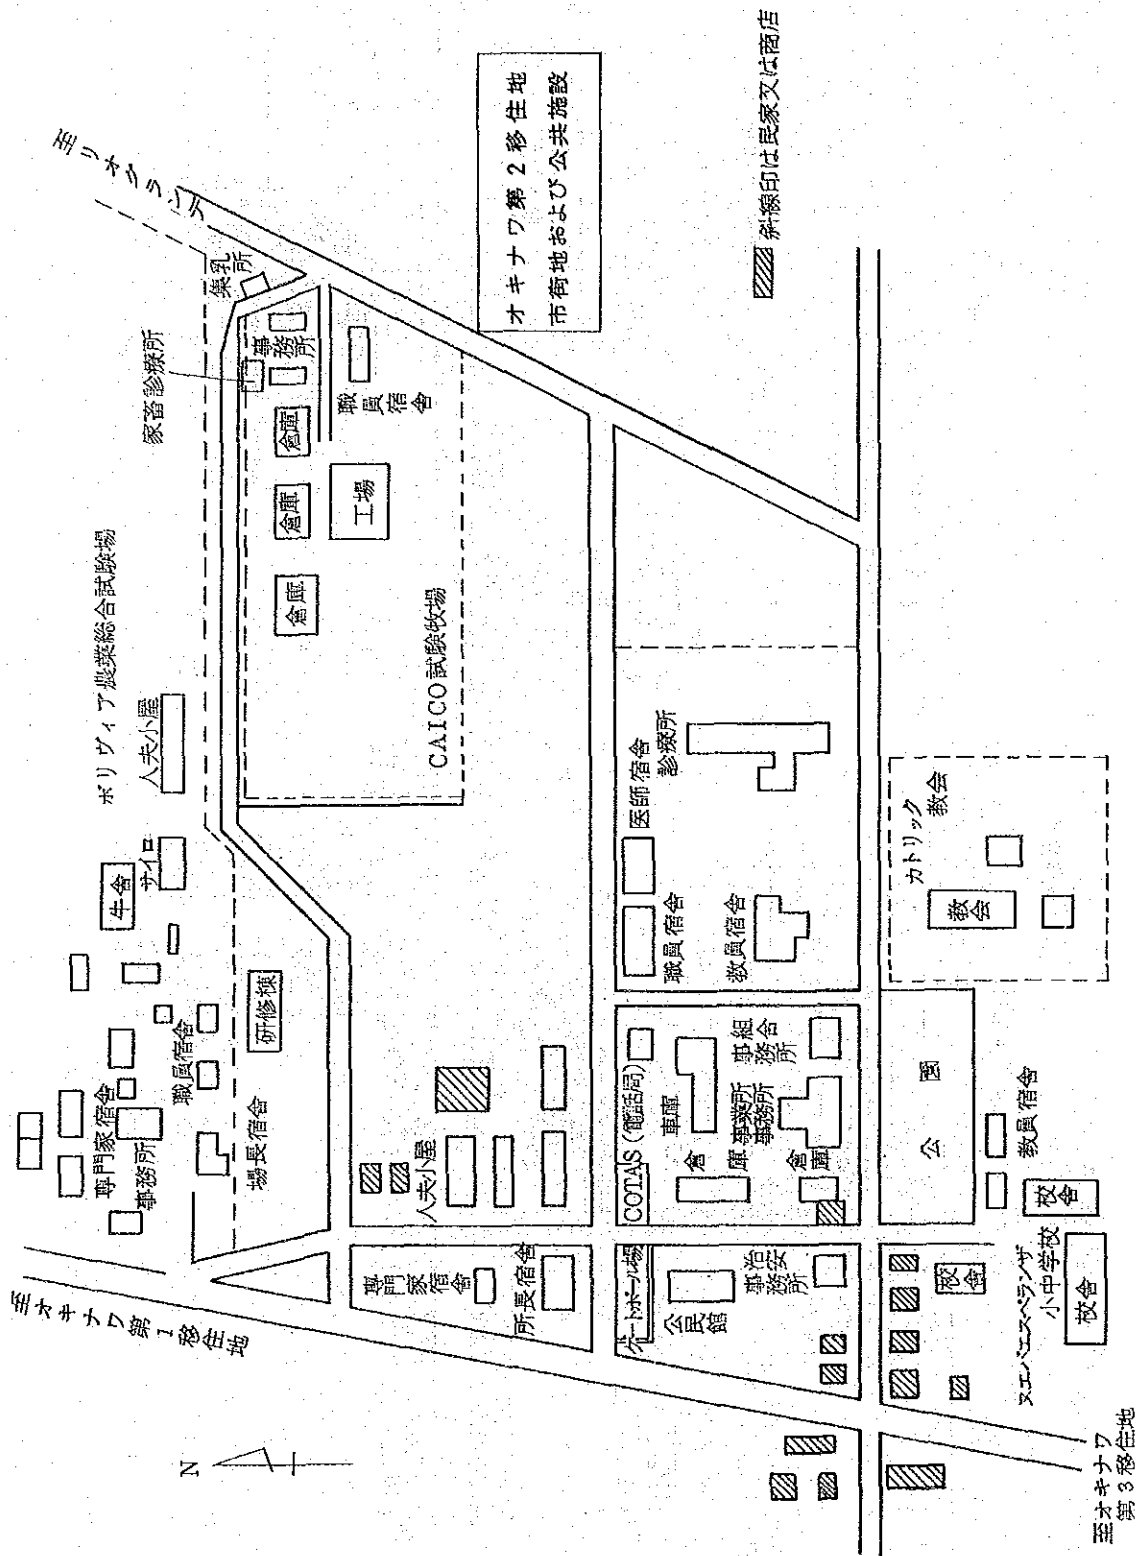 オキナワ第2移住地
市街地および公共施設
斜線印は民家又は商店
至リオグランデ
集乳所
家畜診療所
事務所
職員宿舎
倉庫
倉庫
倉庫
工場
CAICO試験牧場
ボリヴィア農業総合試験場
人夫小屋
サイロ
牛舎
研修棟
職員宿舎
専門家宿舎
事務所
場長宿舎
至オキナワ第1移住地
N
人夫小屋
専門家宿舎
所長宿舎
医師宿舎
診療所
職員宿舎
教員宿舎
COTAS(電話局)
車庫
倉庫
事業所
事務所
組合
事務所
倉庫
ゲートボール場
公民館
治安
事務所
カトリック
教会
教会
公園
教員宿舎
校舎
校舎
校舎
ヌエバエスペランザ
小中学校
至オキナワ
第3移住地